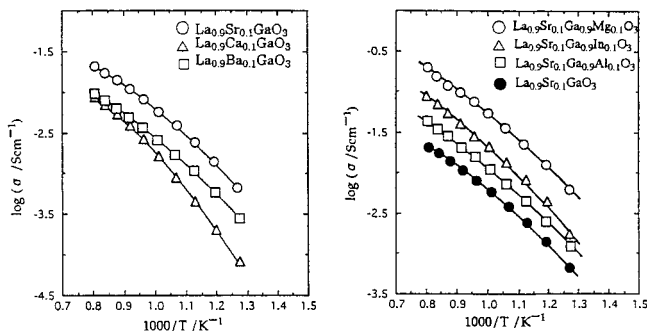 La0.9Sr0.1GaO3
La0.9Ca0.1GaO3
La0.9Ba0.1GaO3
-1.5
-2.5
-3.5
-4.5
log (σ /Scm⁻¹)
0.7 0.8 0.9 1.0 1.1 1.2 1.3 1.4 1.5
1000/T /K⁻¹
La0.9Sr0.1Ga0.9Mg0.1O3
La0.9Sr0.1Ga0.9In0.1O3
La0.9Sr0.1Ga0.9Al0.1O3
La0.9Sr0.1GaO3
-0.5
-1.5
-2.5
-3.5
log (σ /Scm⁻¹)
0.7 0.8 0.9 1.0 1.1 1.2 1.3 1.4 1.5
1000/T /K⁻¹